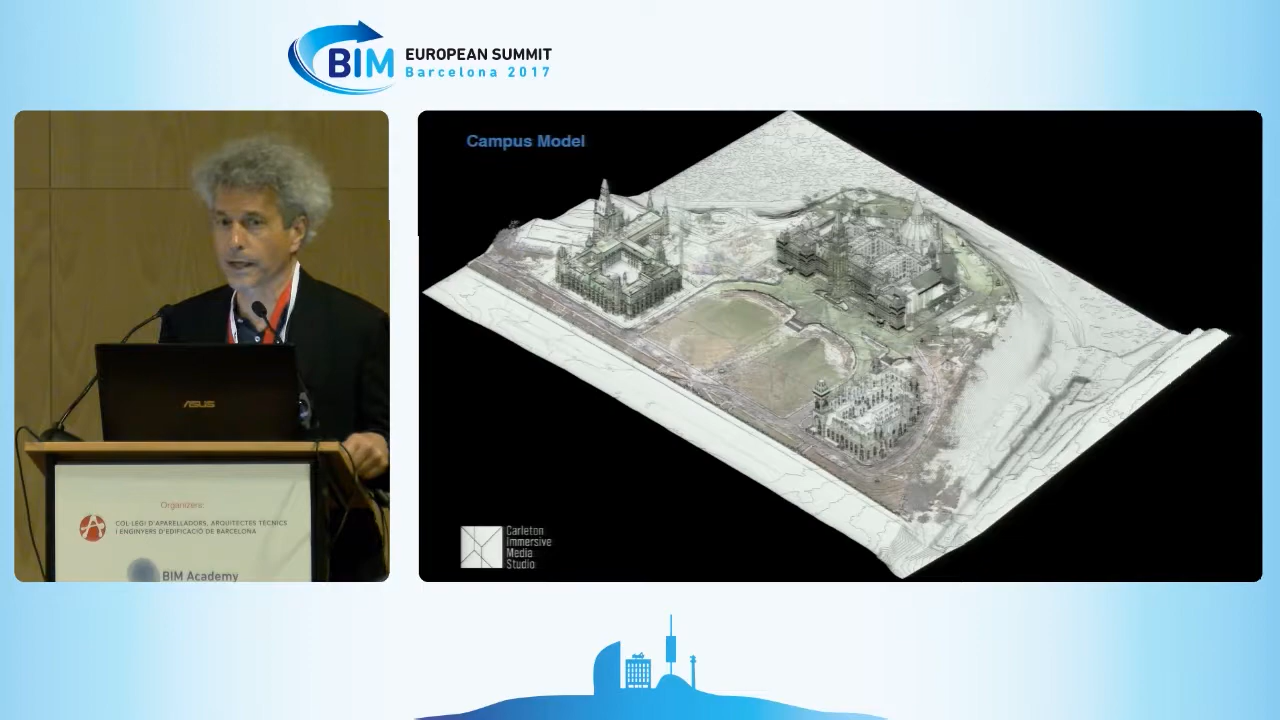 BIM EUROPEAN SUMMIT
Barcelona 2017
Campus Model
ASUS
Organizers:
COL·LEGI D'APARELLADORS, ARQUITECTES TÈCNICS
I ENGINYERS D'EDIFICACIÓ DE BARCELONA
BIM Academy
Carleton
Immersive
Media
Studio